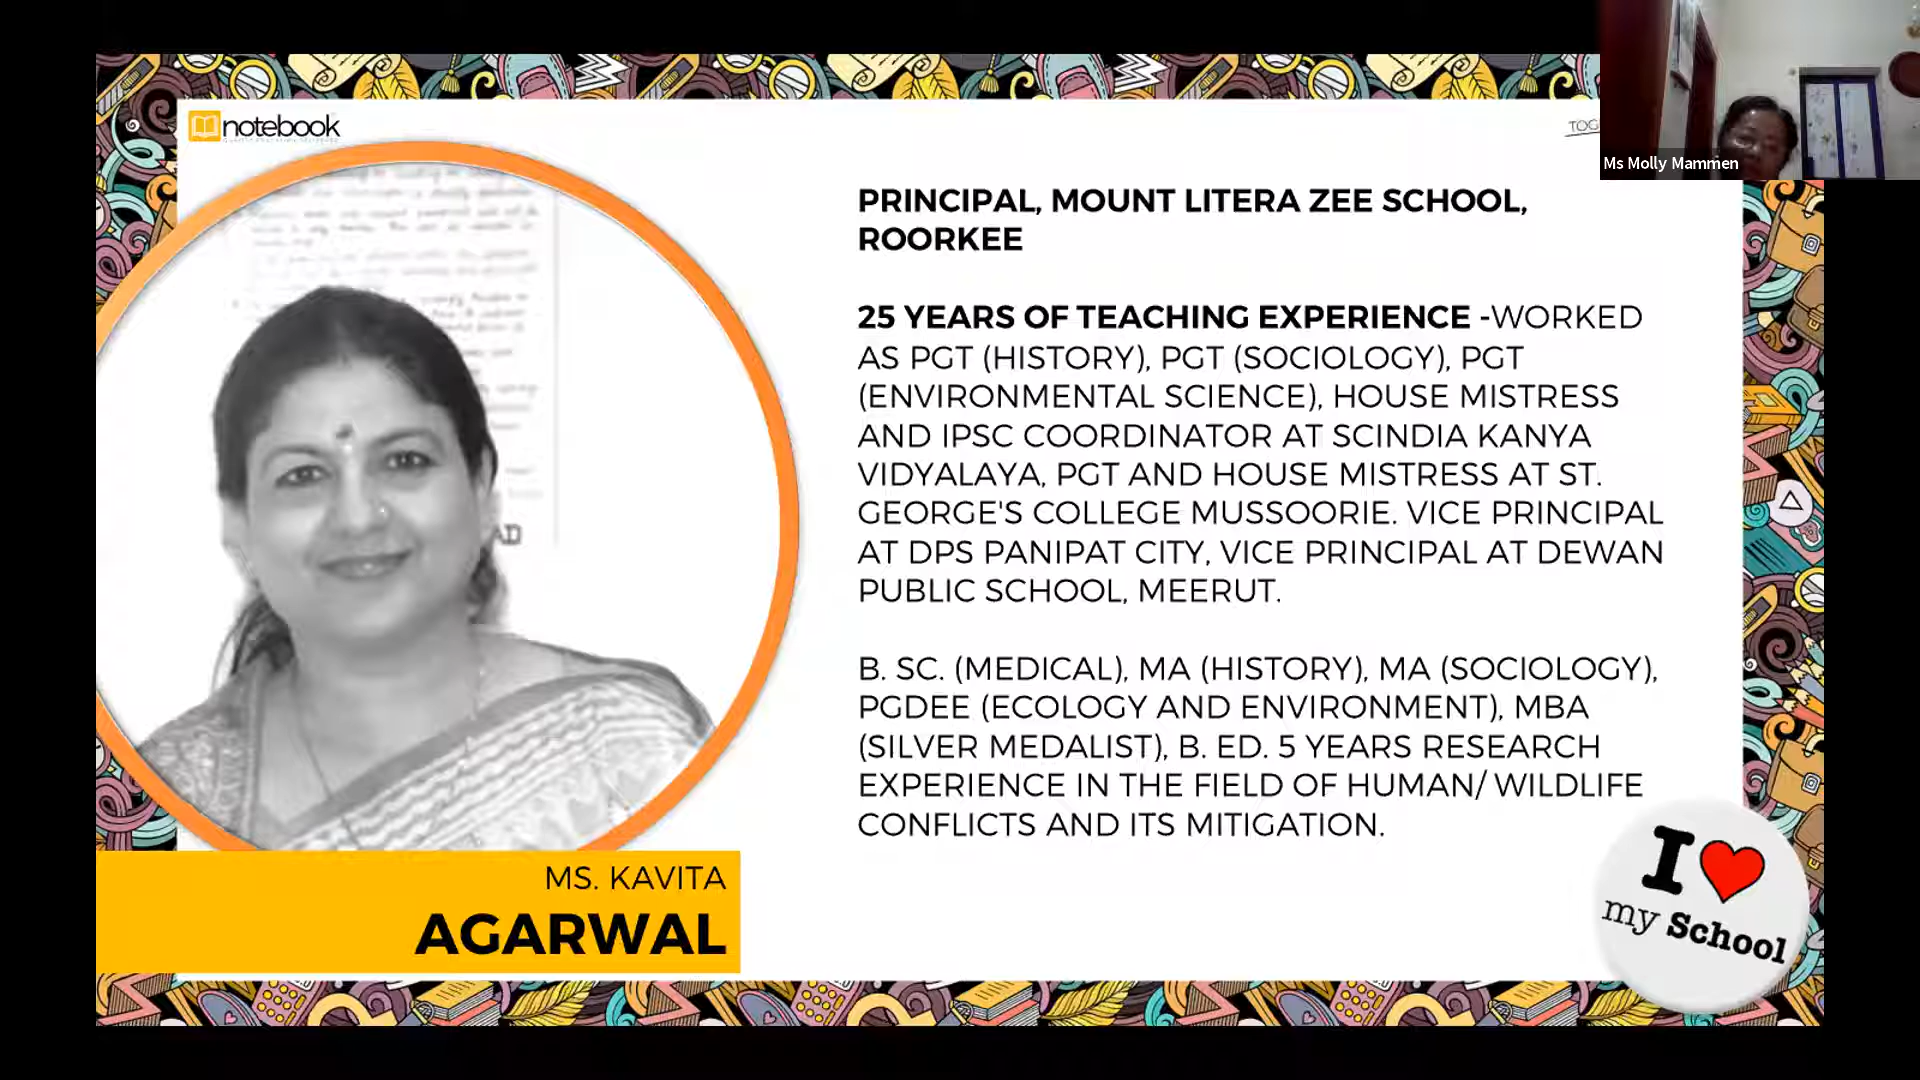 notebook
TOG
Ms Molly Mammen
PRINCIPAL, MOUNT LITERA ZEE SCHOOL,
ROORKEE
25 YEARS OF TEACHING EXPERIENCE -WORKED
AS PGT (HISTORY), PGT (SOCIOLOGY), PGT
(ENVIRONMENTAL SCIENCE), HOUSE MISTRESS
AND IPSC COORDINATOR AT SCINDIA KANYA
VIDYALAYA, PGT AND HOUSE MISTRESS AT ST.
GEORGE'S COLLEGE MUSSOORIE. VICE PRINCIPAL
AT DPS PANIPAT CITY, VICE PRINCIPAL AT DEWAN
PUBLIC SCHOOL, MEERUT.
B. SC. (MEDICAL), MA (HISTORY), MA (SOCIOLOGY),
PGDEE (ECOLOGY AND ENVIRONMENT), MBA
(SILVER MEDALIST), B. ED. 5 YEARS RESEARCH
EXPERIENCE IN THE FIELD OF HUMAN/ WILDLIFE
CONFLICTS AND ITS MITIGATION.
MS. KAVITA
AGARWAL
I
my School